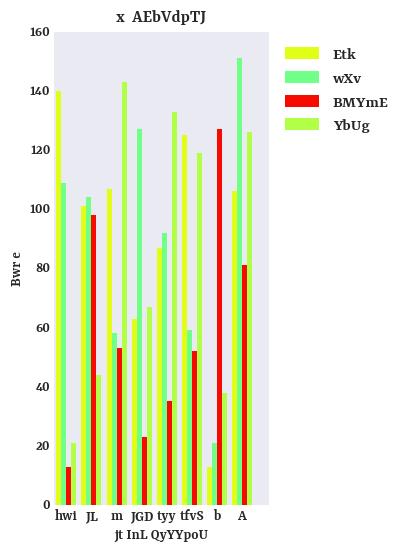 x AEbVdpTJ
160
140
120
100
80
60
40
20
0
Bwr e
hwi JL m JGD tyy tfvS b A
jt InL QyYYpoU
Etk
wXv
BMYmE
YbUg